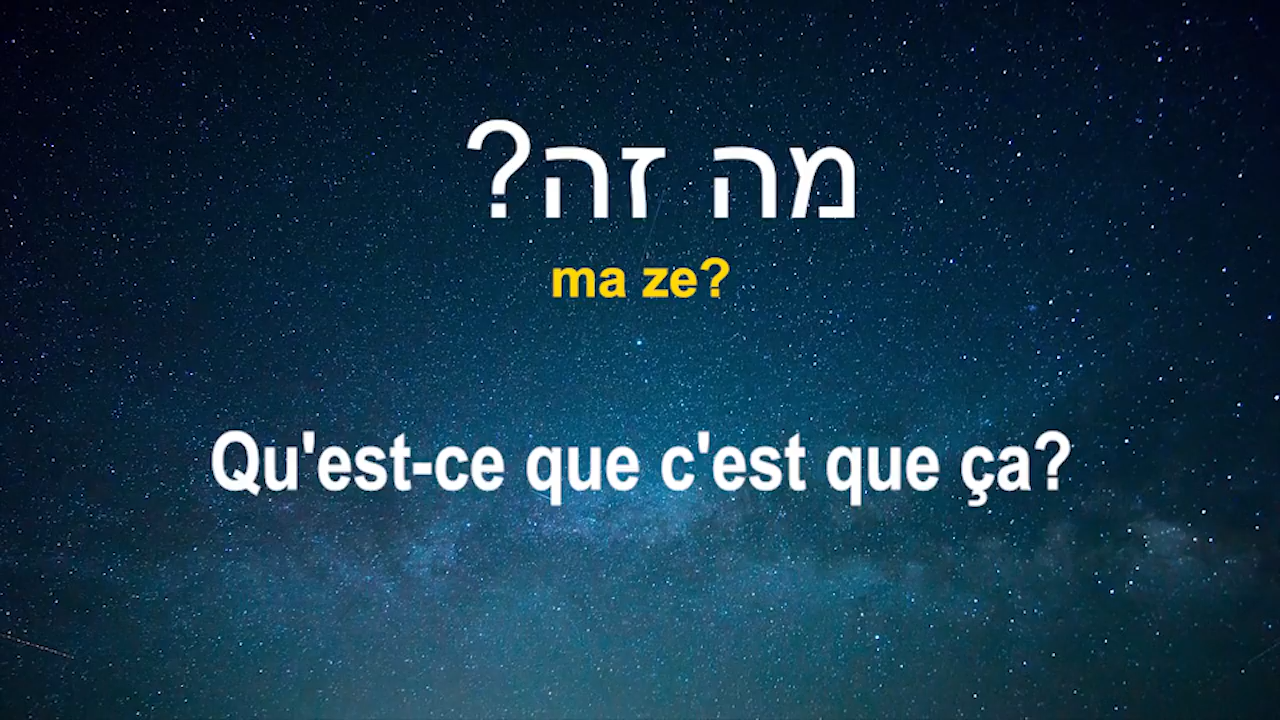 מה זה?
ma ze?
Qu'est-ce que c'est que ça?